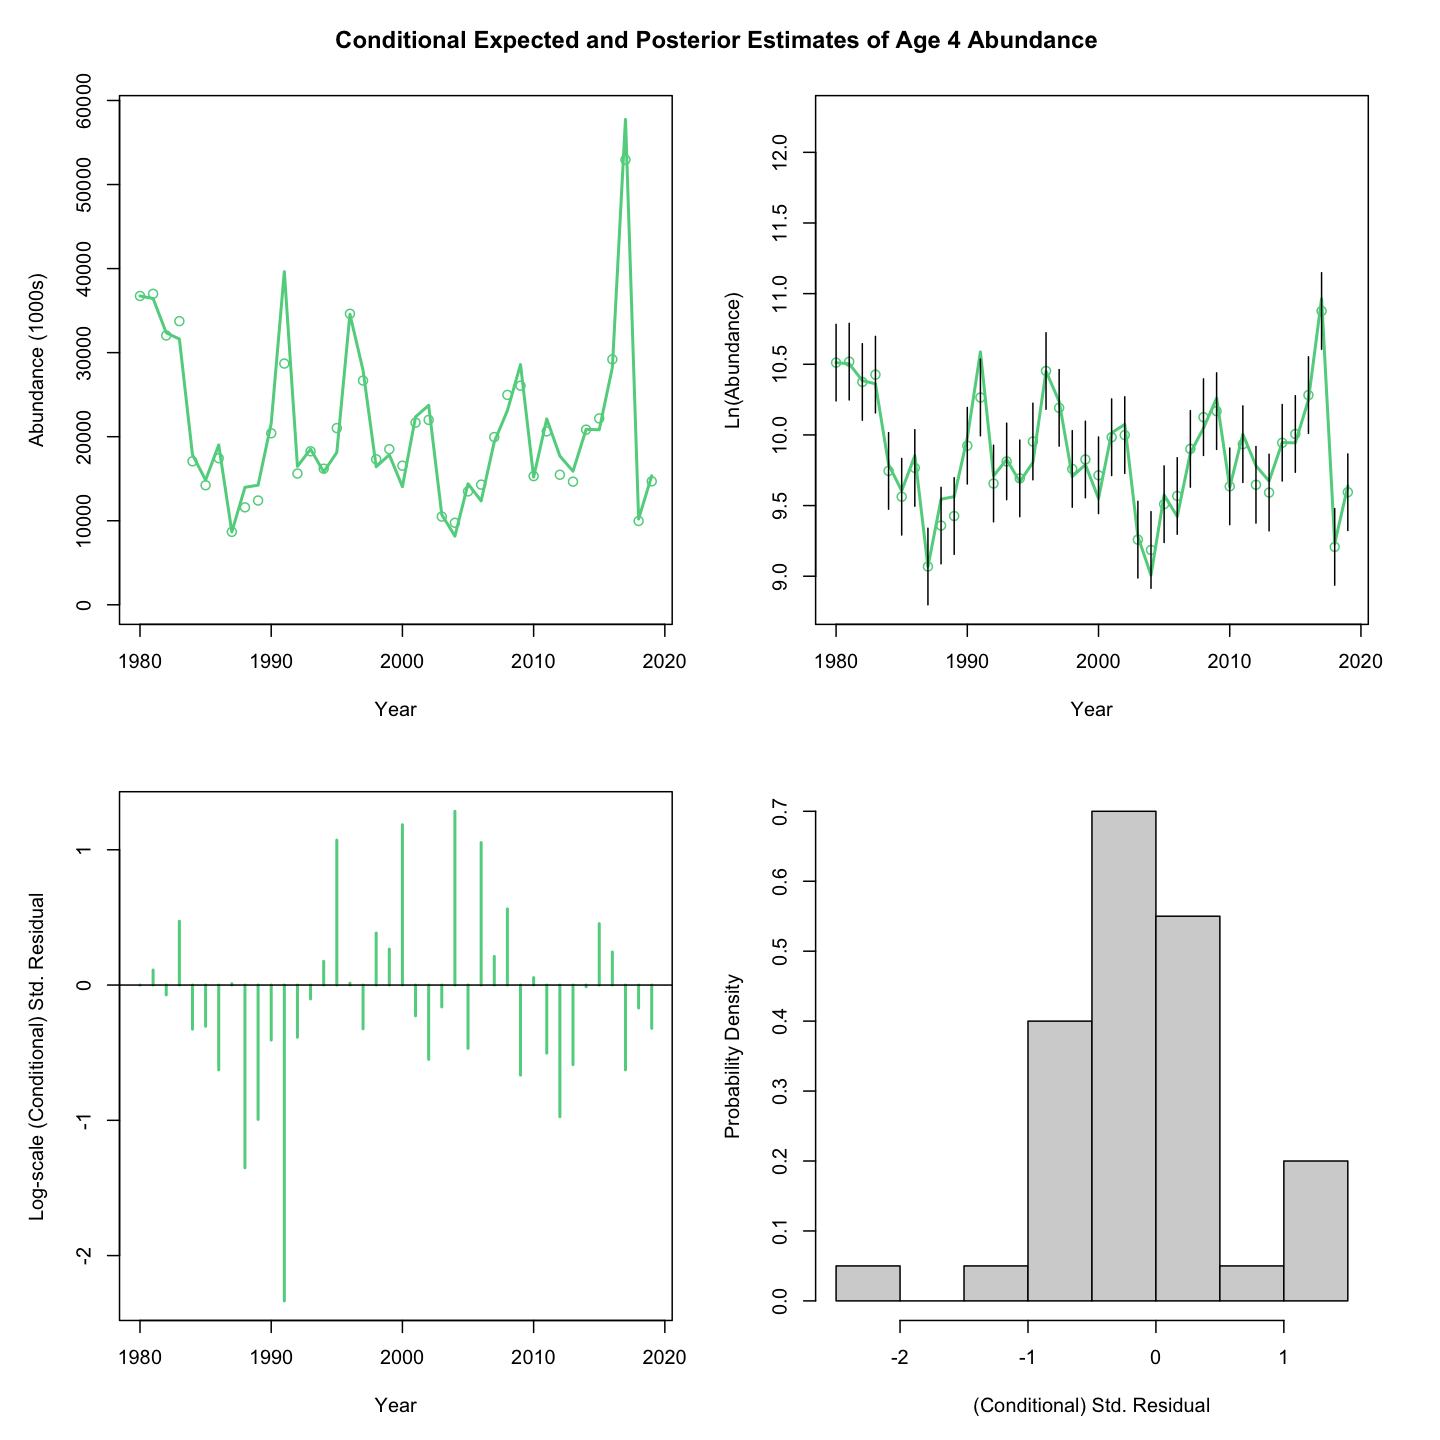 Conditional Expected and Posterior Estimates of Age 4 Abundance
Abundance (1000s)
60000
50000
40000
30000
20000
10000
0
1980 1990 2000 2010 2020
Year
Ln(Abundance)
12.0
11.5
11.0
10.5
10.0
9.5
9.0
1980 1990 2000 2010 2020
Year
Log-scale (Conditional) Std. Residual
1
0
-1
-2
1980 1990 2000 2010 2020
Year
Probability Density
0.7
0.6
0.5
0.4
0.3
0.2
0.1
0.0
-2 -1 0 1
(Conditional) Std. Residual